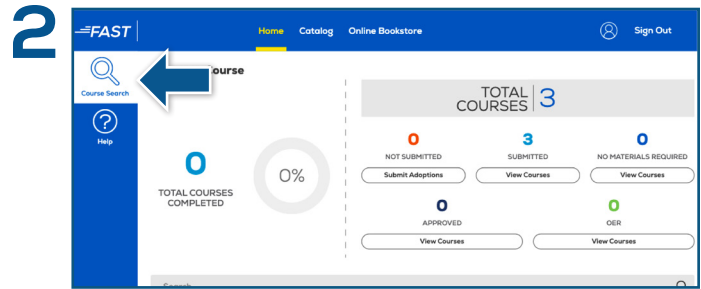 2
FAST
Home Catalog Online Bookstore Sign Out
Course Search
Course
Help
TOTAL COURSES 3
0
TOTAL COURSES
COMPLETED
0%
0
NOT SUBMITTED
Submit Adoptions
3
SUBMITTED
View Courses
0
NO MATERIALS REQUIRED
View Courses
0
APPROVED
View Courses
0
OER
View Courses